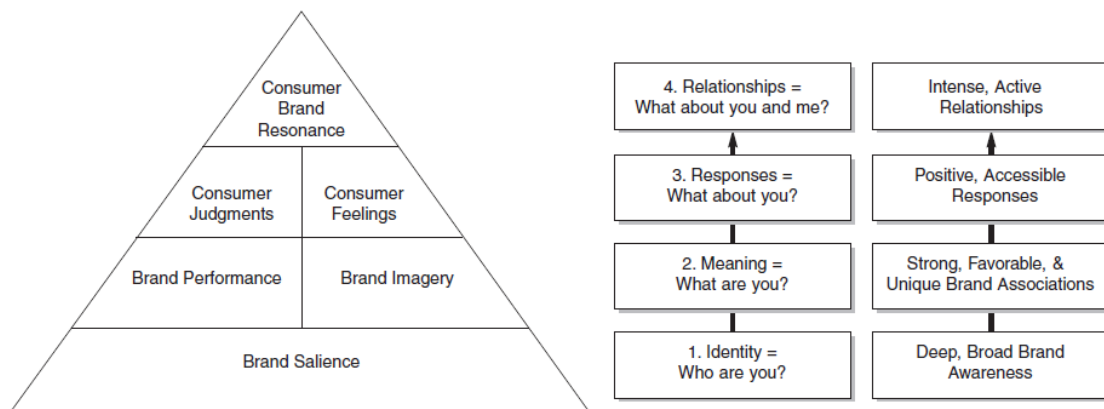 Consumer
Brand
Resonance
Consumer
Judgments
Consumer
Feelings
Brand Performance
Brand Imagery
Brand Salience
4. Relationships =
What about you and me?
3. Responses =
What about you?
2. Meaning =
What are you?
1. Identity =
Who are you?
Intense, Active
Relationships
Positive, Accessible
Responses
Strong, Favorable, &
Unique Brand Associations
Deep, Broad Brand
Awareness